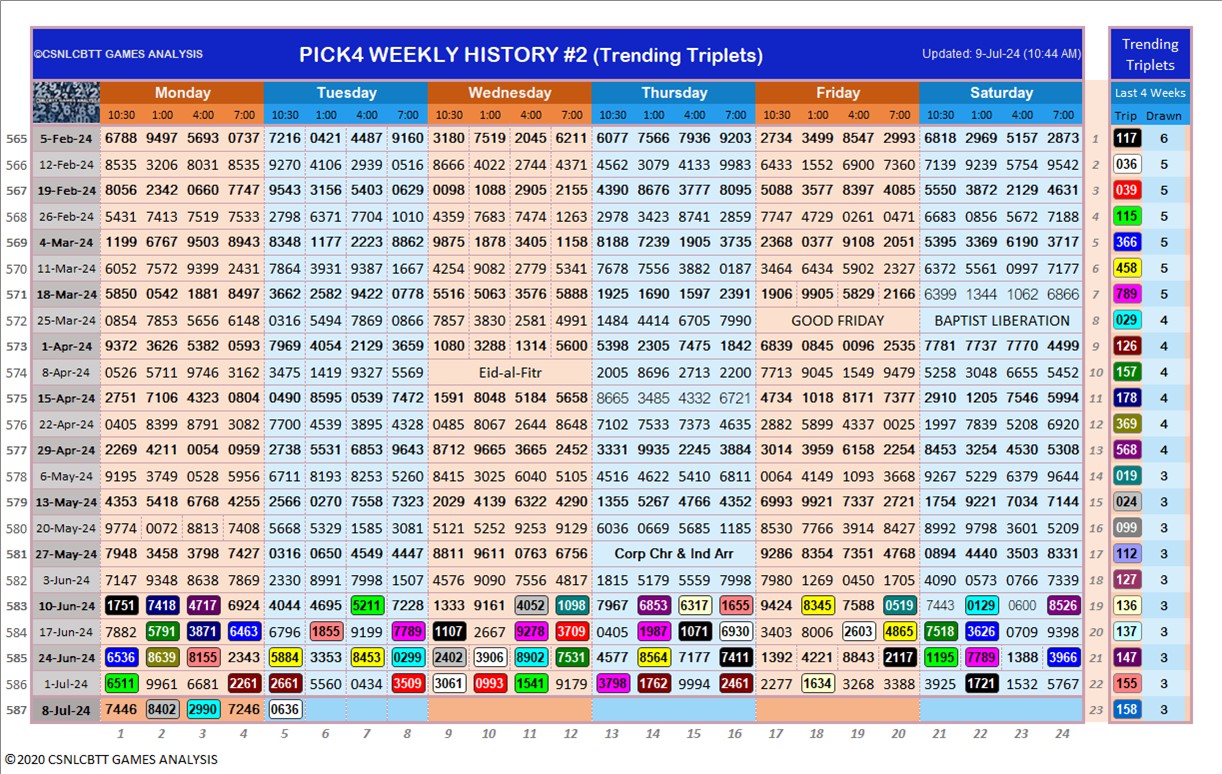 ©CSNLCBTT GAMES ANALYSIS PICK4 WEEKLY HISTORY #2 (Trending Triplets) Updated: 9-Jul-24 (10:44 AM)
Trending
Triplets
Monday Tuesday Wednesday Thursday Friday Saturday Last 4 Weeks
10:30 1:00 4:00 7:00 10:30 1:00 4:00 7:00 10:30 1:00 4:00 7:00 10:30 1:00 4:00 7:00 10:30 1:00 4:00 7:00 10:30 1:00 4:00 7:00 Trip Drawn
565 5-Feb-24 6788 9497 5693 0737 7216 0421 4487 9160 3180 7519 2045 6211 6077 7566 7936 9203 2734 3499 8547 2993 6818 2969 5157 2873 1 117 6
566 12-Feb-24 8535 3206 8031 8535 9270 4106 2939 0516 6666 4022 2744 4371 4562 3079 4133 9983 6433 1552 6900 7360 7139 9239 5754 9542 2 036 5
567 19-Feb-24 8056 2342 0660 7747 9543 3156 5403 0629 0098 1088 2905 2155 4390 8676 3777 8095 5088 3577 8397 4085 5550 3872 2129 4631 3 039 5
568 26-Feb-24 5431 7413 7519 7533 2798 6371 7704 1010 4359 7683 7474 1263 2978 3423 8741 2859 7747 4729 0261 0471 6683 0856 5672 7188 4 115 5
569 4-Mar-24 1199 6767 9503 8943 8348 1177 2223 8862 9875 1878 3405 1158 8188 7239 1905 3735 2368 0377 9108 2051 5395 3369 6190 3717 5 366 5
570 11-Mar-24 6052 7572 9399 2431 7864 3931 9387 1667 4254 9082 2779 5341 7678 7556 3882 0187 3464 6434 5902 2327 6372 5561 0997 7177 6 458 5
571 18-Mar-24 5850 0542 1881 8497 3662 2582 9422 0778 9516 5063 3576 5888 1925 1690 1597 2391 1906 9905 5829 2166 6399 1344 1062 6866 7 789 5
572 25-Mar-24 0854 7853 5656 6148 0316 5494 7869 0866 7857 3830 2581 4991 1484 4414 6705 7990 GOOD FRIDAY BAPTIST LIBERATION 8 029 4
573 1-Apr-24 9372 3626 5382 0593 7969 4054 2129 3659 1080 3288 1314 5600 5398 2305 7475 1842 6839 0845 0096 2535 7781 7737 7770 4499 9 126 4
574 8-Apr-24 0526 5711 9746 3162 3475 1419 9327 5569 Eid-al-Fitr 2005 8696 2713 2200 7713 9045 1549 9479 5258 3048 6655 5452 10 157 4
575 15-Apr-24 2751 7106 4323 0804 0490 8595 0539 7472 1591 8048 5184 5658 8665 3485 4332 6721 4734 1018 8171 7377 2910 1205 7546 5994 11 178 4
576 22-Apr-24 0405 8399 8791 3082 7700 4539 3895 4328 0485 8067 2644 8648 7102 7533 7373 4635 2882 5899 4337 0025 1997 7839 5208 6920 12 369 4
577 29-Apr-24 2269 4211 0054 0959 2738 5531 6853 9643 8712 9665 3665 2452 3331 9935 2245 3884 3014 3959 6158 2254 8453 3254 4530 5308 13 568 4
578 6-May-24 9195 3749 0528 5956 6711 8193 8253 5260 8415 3025 6040 5105 4516 4622 5410 6811 0064 4149 1093 3668 9267 5229 6379 9644 14 019 3
579 13-May-24 4353 5418 6768 4255 2566 0270 7558 7323 9029 4139 6322 4290 1355 5267 4766 4352 6993 9921 7337 2721 1754 9221 7034 7144 15 024 3
580 20-May-24 9774 0072 8813 7408 5668 5329 1585 3081 5121 5252 9253 9129 6036 0669 5685 1185 8530 7766 3914 8427 8992 9798 3601 5209 16 099 3
581 27-May-24 7948 3458 3798 7427 0316 0650 4549 4447 8811 9611 0763 6756 Corp Chr & Ind Arr 9286 8354 7351 4768 0894 4440 3503 8331 17 112 3
582 3-Jun-24 7147 9348 8638 7869 2330 8991 7998 1507 4576 9090 7556 4817 1815 5179 5559 7998 7980 1269 0450 1705 4090 0573 0766 7339 18 127 3
583 10-Jun-24 1751 7418 4717 6924 4044 4695 5211 7228 1333 9161 4052 1098 7967 6853 6317 1655 9424 8345 7588 0519 7443 0129 0600 8526 19 136 3
584 17-Jun-24 7882 5791 3871 6463 6796 1855 9199 7789 1107 2667 9278 3709 0405 1987 1071 6930 3403 8006 2603 4865 7518 3626 0709 9398 20 137 3
585 24-Jun-24 6536 8639 8155 2243 5884 3353 8453 0299 2402 3906 8902 7531 4577 8564 7177 7411 1392 4221 8843 2117 1195 7789 1388 3966 21 147 3
586 1-Jul-24 6511 9961 6681 2261 2661 5560 0434 3509 3061 0993 1541 9179 3798 1762 9994 2461 2277 1634 3268 3388 3925 1721 1532 5767 22 155 3
587 8-Jul-24 7446 8402 2990 7246 0636 23 158 3
1 2 3 4 5 6 7 8 9 10 11 12 13 14 15 16 17 18 19 20 21 22 23 24
©2020 CSNLCBTT GAMES ANALYSIS